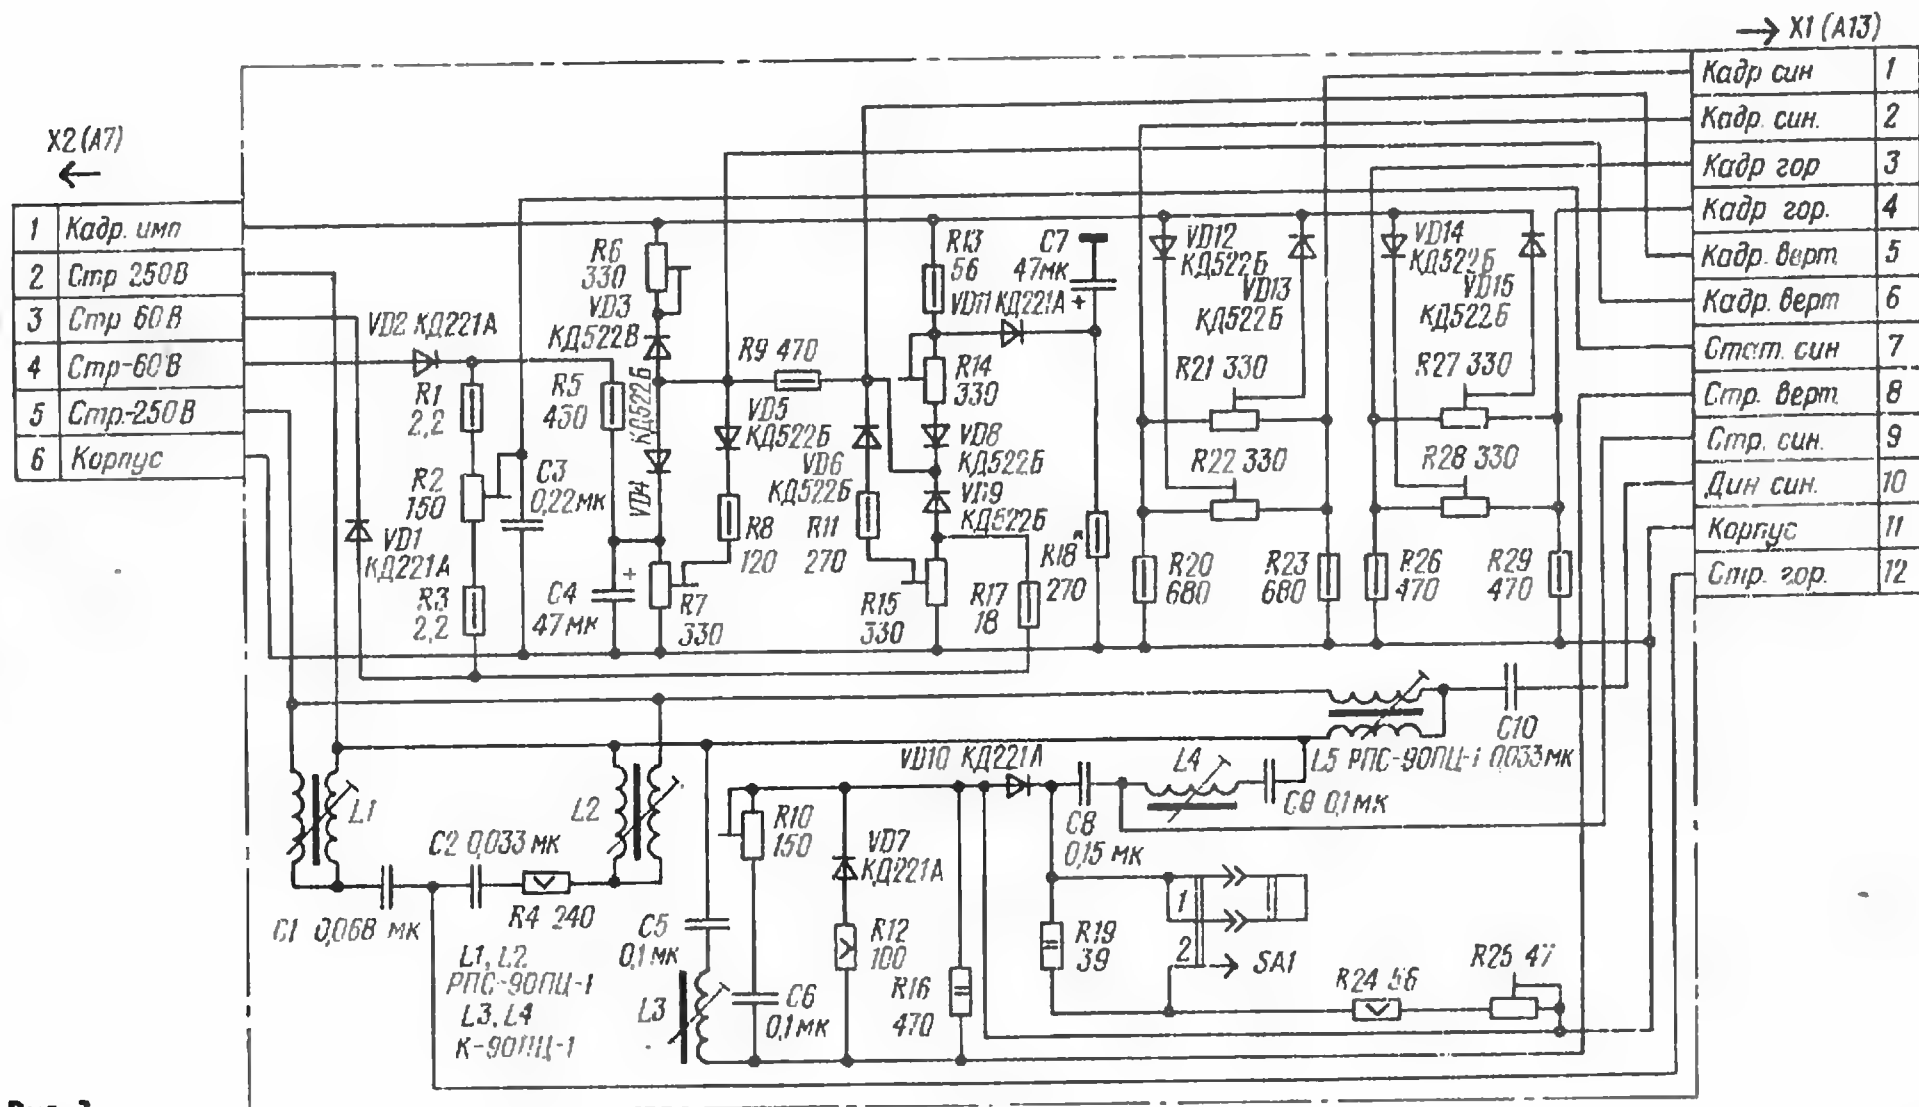 → X1 (А13)
Кадр син 1
Кадр. син. 2
Кадр гор 3
Кадр гор. 4
Кадр. верт 5
Кадр. верт 6
Стат. син 7
Стр. верт 8
Стр. син. 9
Дин син. 10
Корпус 11
Стр. гор. 12
X2 (А7)
←
1 Кадр. имп
2 Стр 250В
3 Стр 60В
4 Стр-60В
5 Стр.-250В
6 Корпус
VD2 КД221А
R1
2,2
R2
150
R3
2,2
VD1
КД221А
C3
0,22мк
R5
430
C4
47мк
+
R6
330
VD3
КД522В
КД522Б
VD4
R7
330
R9 470
VD5
КД522Б
VD6
КД522Б
R8
120
R11
270
R13
56
C7
47мк
+
VD11 КД221А
R14
330
VD8
КД522Б
VD9
КД522Б
R15
330
R17
18
R18*
270
VD12
КД522Б
VD13
КД522Б
R21 330
R22 330
R20
680
R23
680
VD14
КД522Б
VD15
КД522Б
R27 330
R28 330
R26
470
R29
470
L1
C1 0,068 мк
C2 0,033 мк
R4 240
L2
L1, L2
РПС-90ПЦ-1
L3, L4
К-90ПЦ-1
C5
0,1мк
L3
R10
150
C6
0,1мк
VD7
КД221А
R12
100
R16
470
VD10 КД221А
C8
0,15 мк
L4
C9 0,1мк
L5 РПС-90ПЦ-1
C10
0,033мк
R19
39
1
2
SA1
R24 56
R25 47